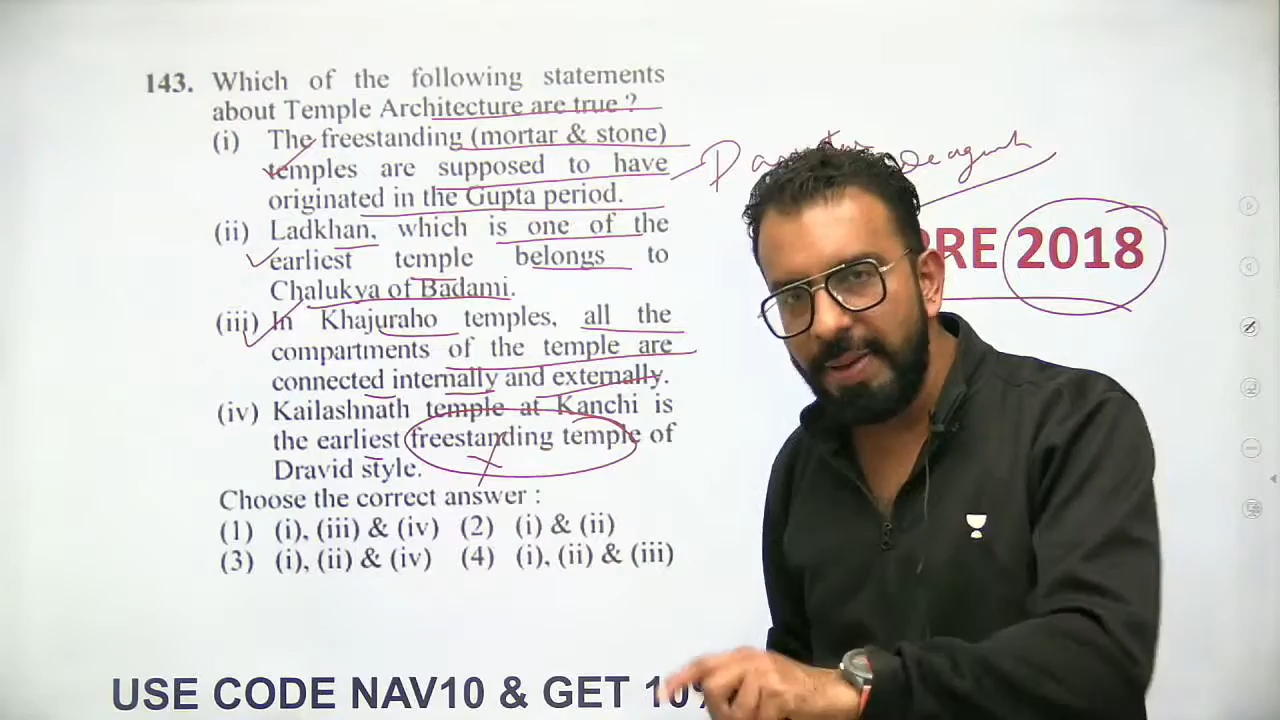 143. Which of the following statements
about Temple Architecture are true ?
(i) The freestanding (mortar & stone)
temples are supposed to have
originated in the Gupta period.
(ii) Ladkhan, which is one of the
earliest temple belongs to
Chalukya of Badami.
(iii) In Khajuraho temples, all the
compartments of the temple are
connected internally and externally.
(iv) Kailashnath temple at Kanchi is
the earliest freestanding temple of
Dravid style.
Choose the correct answer :
(1) (i), (iii) & (iv) (2) (i) & (ii)
(3) (i), (ii) & (iv) (4) (i), (ii) & (iii)
RE 2018
USE CODE NAV10 & GET 10